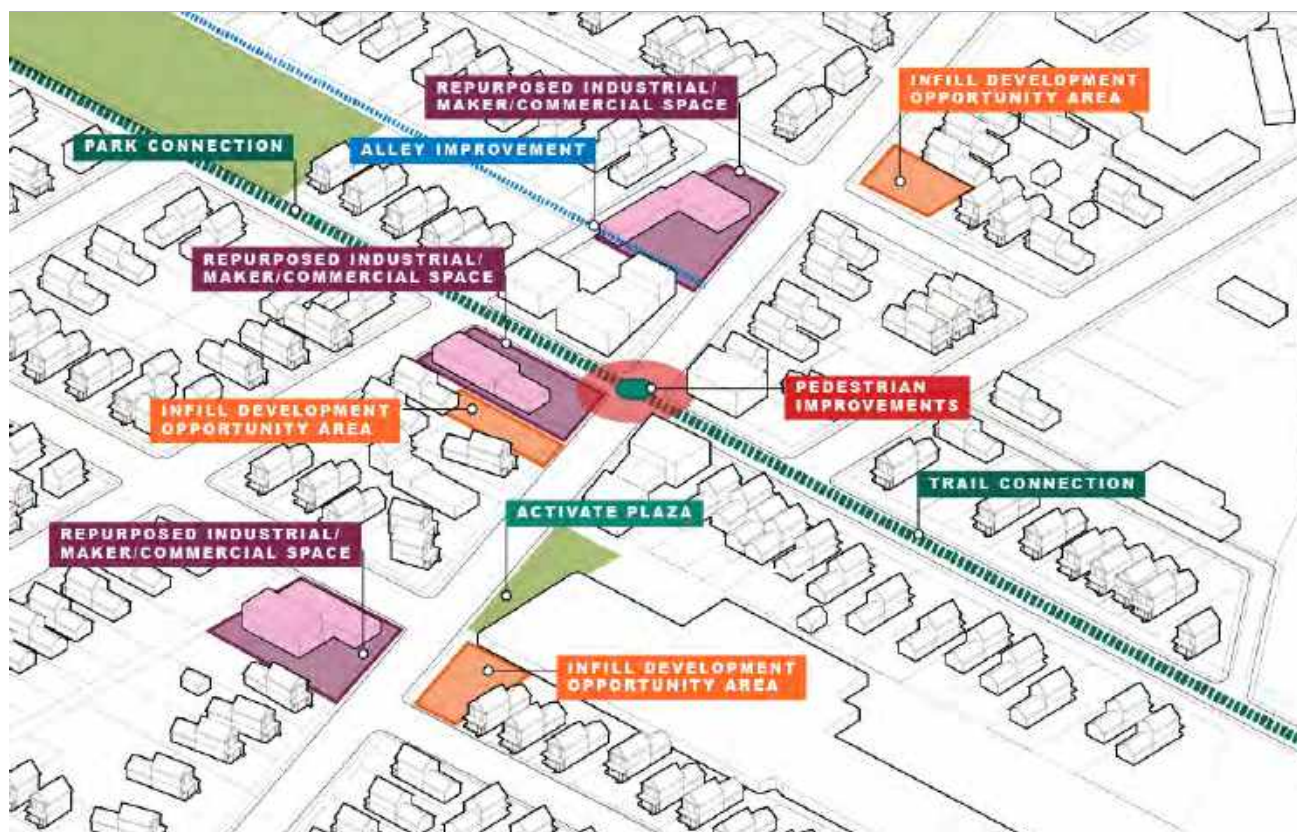 REPURPOSED INDUSTRIAL/
MAKER/COMMERCIAL SPACE
INFILL DEVELOPMENT
OPPORTUNITY AREA
PARK CONNECTION
ALLEY IMPROVEMENT
REPURPOSED INDUSTRIAL/
MAKER/COMMERCIAL SPACE
PEDESTRIAN
IMPROVEMENTS
INFILL DEVELOPMENT
OPPORTUNITY AREA
TRAIL CONNECTION
ACTIVATE PLAZA
REPURPOSED INDUSTRIAL/
MAKER/COMMERCIAL SPACE
INFILL DEVELOPMENT
OPPORTUNITY AREA